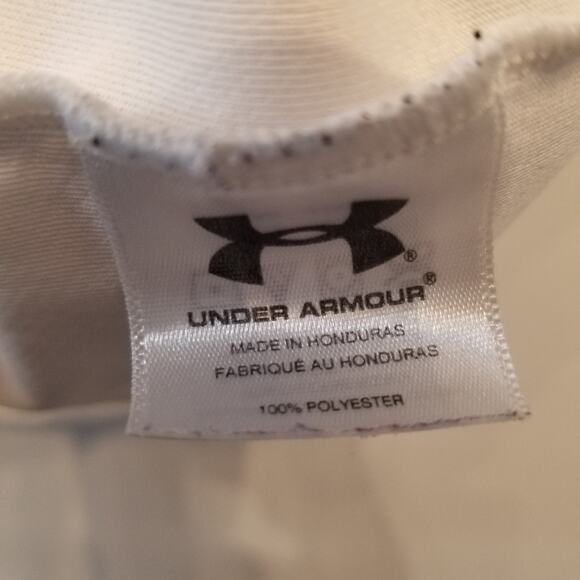 ®
UNDER ARMOUR®
MADE IN HONDURAS
FABRIQUÉ AU HONDURAS
100% POLYESTER